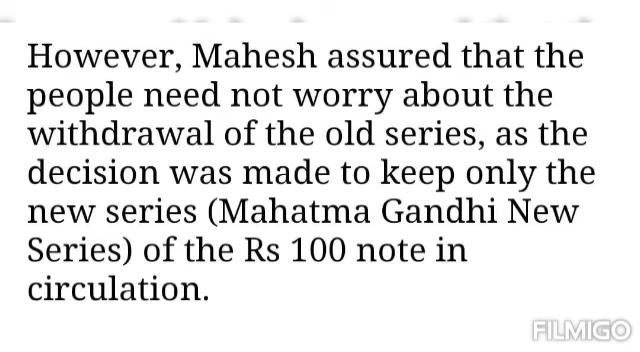 However, Mahesh assured that the
people need not worry about the
withdrawal of the old series, as the
decision was made to keep only the
new series (Mahatma Gandhi New
Series) of the Rs 100 note in
circulation.
FILMIGO